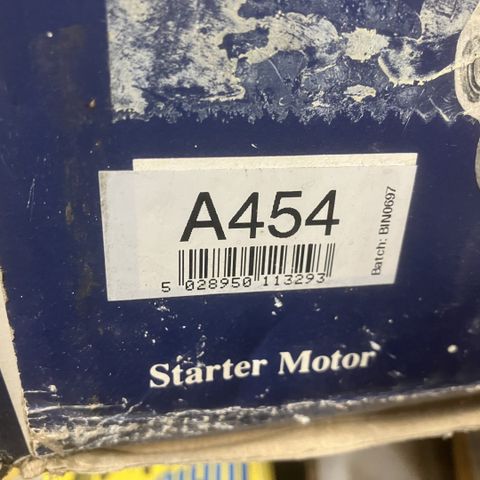 A454
Batch: BIN0697
5 028950 113293
Starter Motor